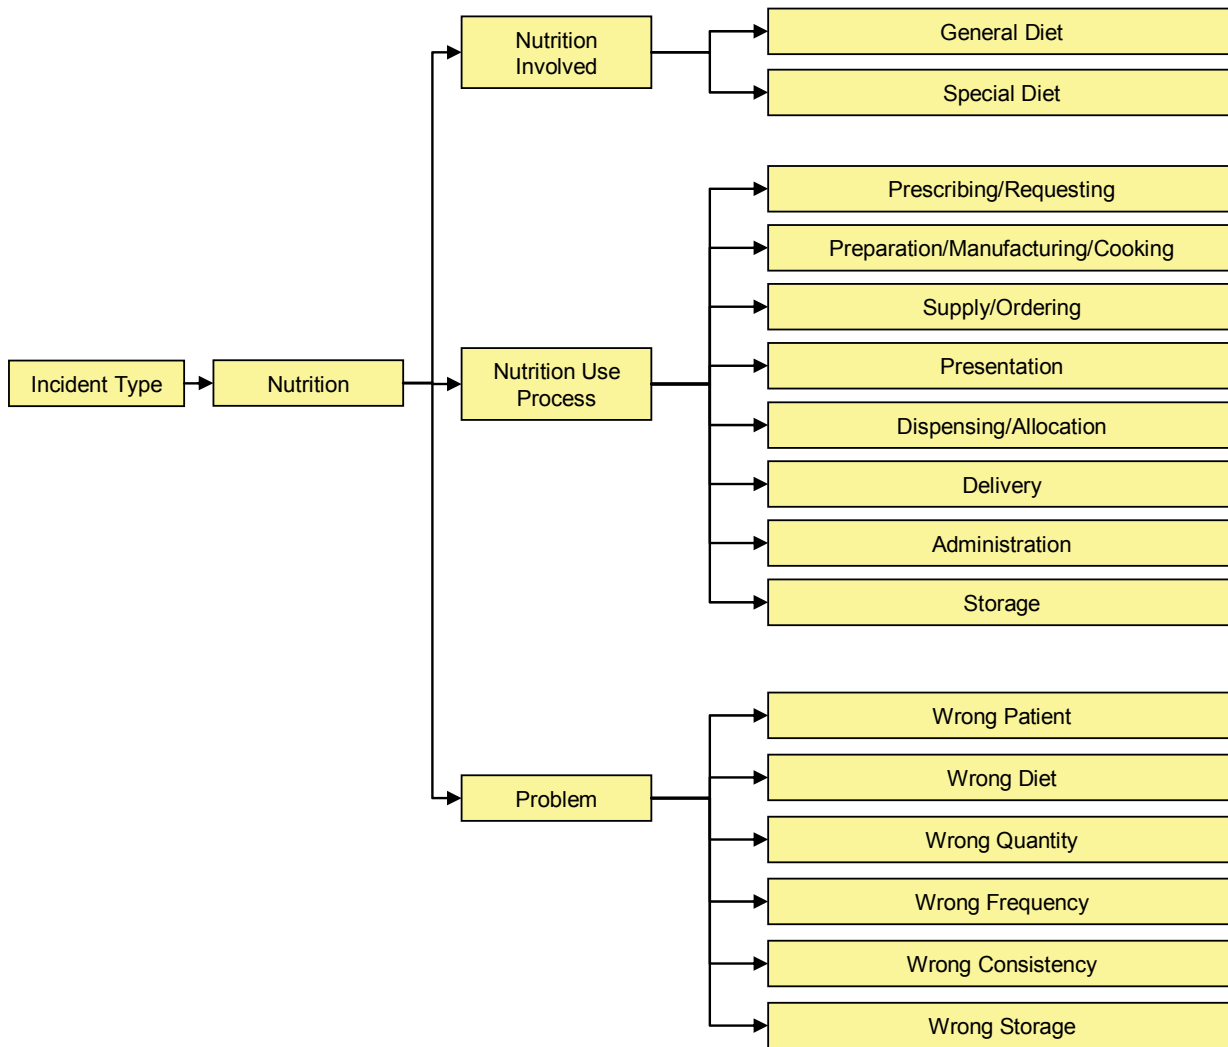 Incident Type
Nutrition
Nutrition
Involved
General Diet
Special Diet
Nutrition Use
Process
Prescribing/Requesting
Preparation/Manufacturing/Cooking
Supply/Ordering
Presentation
Dispensing/Allocation
Delivery
Administration
Storage
Problem
Wrong Patient
Wrong Diet
Wrong Quantity
Wrong Frequency
Wrong Consistency
Wrong Storage